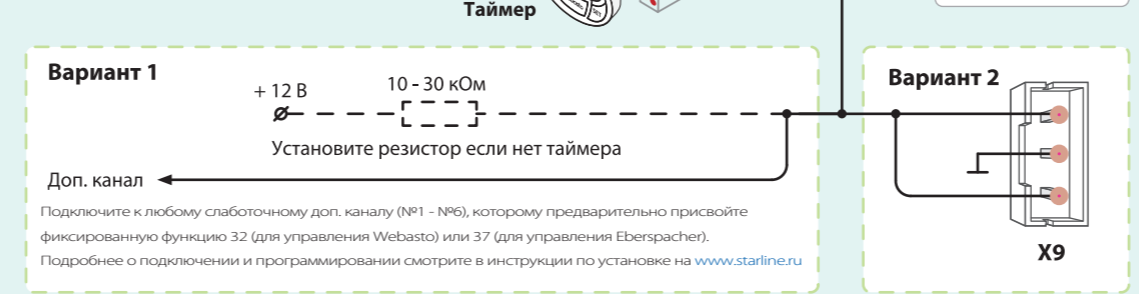 Таймер
Вариант 1
+ 12 В
10 - 30 кОм
Установите резистор если нет таймера
Доп. канал
Подключите к любому слаботочному доп. каналу (№1 - №6), которому предварительно присвойте
фиксированную функцию 32 (для управления Webasto) или 37 (для управления Eberspacher).
Подробнее о подключении и программировании смотрите в инструкции по установке на www.starline.ru
Вариант 2
X9